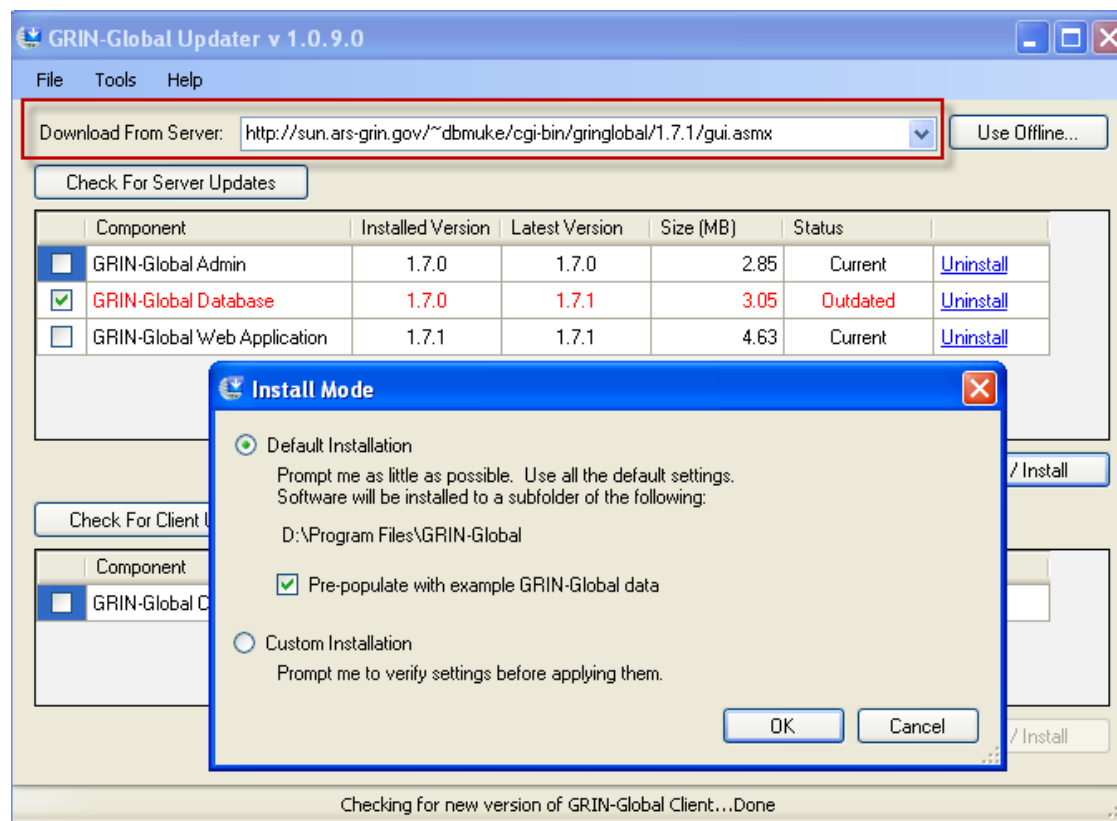 GRIN-Global Updater v 1.0.9.0
File Tools Help
Download From Server: http://sun.ars-grin.gov/~dbmuke/cgi-bin/gringlobal/1.7.1/gui.asmx Use Offline...
Check For Server Updates
Component Installed Version Latest Version Size (MB) Status
GRIN-Global Admin 1.7.0 1.7.0 2.85 Current Uninstall
GRIN-Global Database 1.7.0 1.7.1 3.05 Outdated Uninstall
GRIN-Global Web Application 1.7.1 1.7.1 4.63 Current Uninstall
Install Mode
Default Installation
Prompt me as little as possible. Use all the default settings.
Software will be installed to a subfolder of the following:
D:\Program Files\GRIN-Global
Pre-populate with example GRIN-Global data
Custom Installation
Prompt me to verify settings before applying them.
OK Cancel
/ Install
Check For Client
Component
GRIN-Global C
/ Install
Checking for new version of GRIN-Global Client...Done